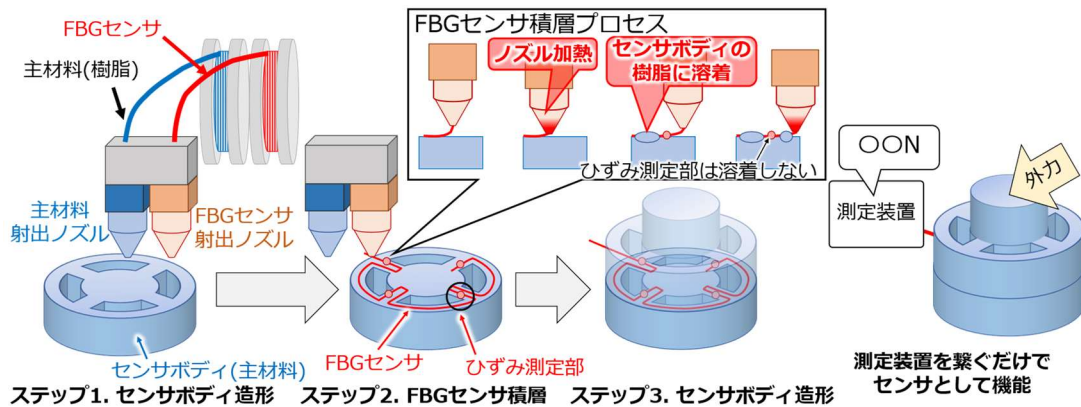 FBGセンサ
主材料(樹脂)
主材料
射出ノズル
FBGセンサ
射出ノズル
センサボディ(主材料)
ステップ1. センサボディ造形
FBGセンサ積層プロセス
ノズル加熱
センサボディの
樹脂に溶着
ひずみ測定部は溶着しない
FBGセンサ
ひずみ測定部
ステップ2. FBGセンサ積層
ステップ3. センサボディ造形
〇〇N
測定装置
外力
測定装置を繋ぐだけで
センサとして機能